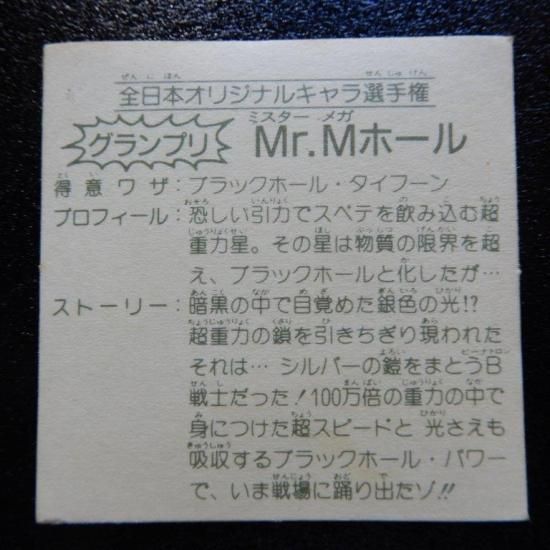 全日本オリジナルキャラ選手権
グランプリ Mr.Mホール
得意ワザ：ブラックホール・タイフーン
プロフィール：恐しい引力でスベテを飲み込む超
重力星。その星は物質の限界を超
え、ブラックホールと化したが…
ストーリー：暗黒の中で目覚めた銀色の光!?
超重力の鎖を引きちぎり現われた
それは… シルバーの鎧をまとうB
戦士だった！100万倍の重力の中で
身につけた超スピードと光さえも
吸収するブラックホール・パワー
で、いま戦場に踊り出たゾ!!